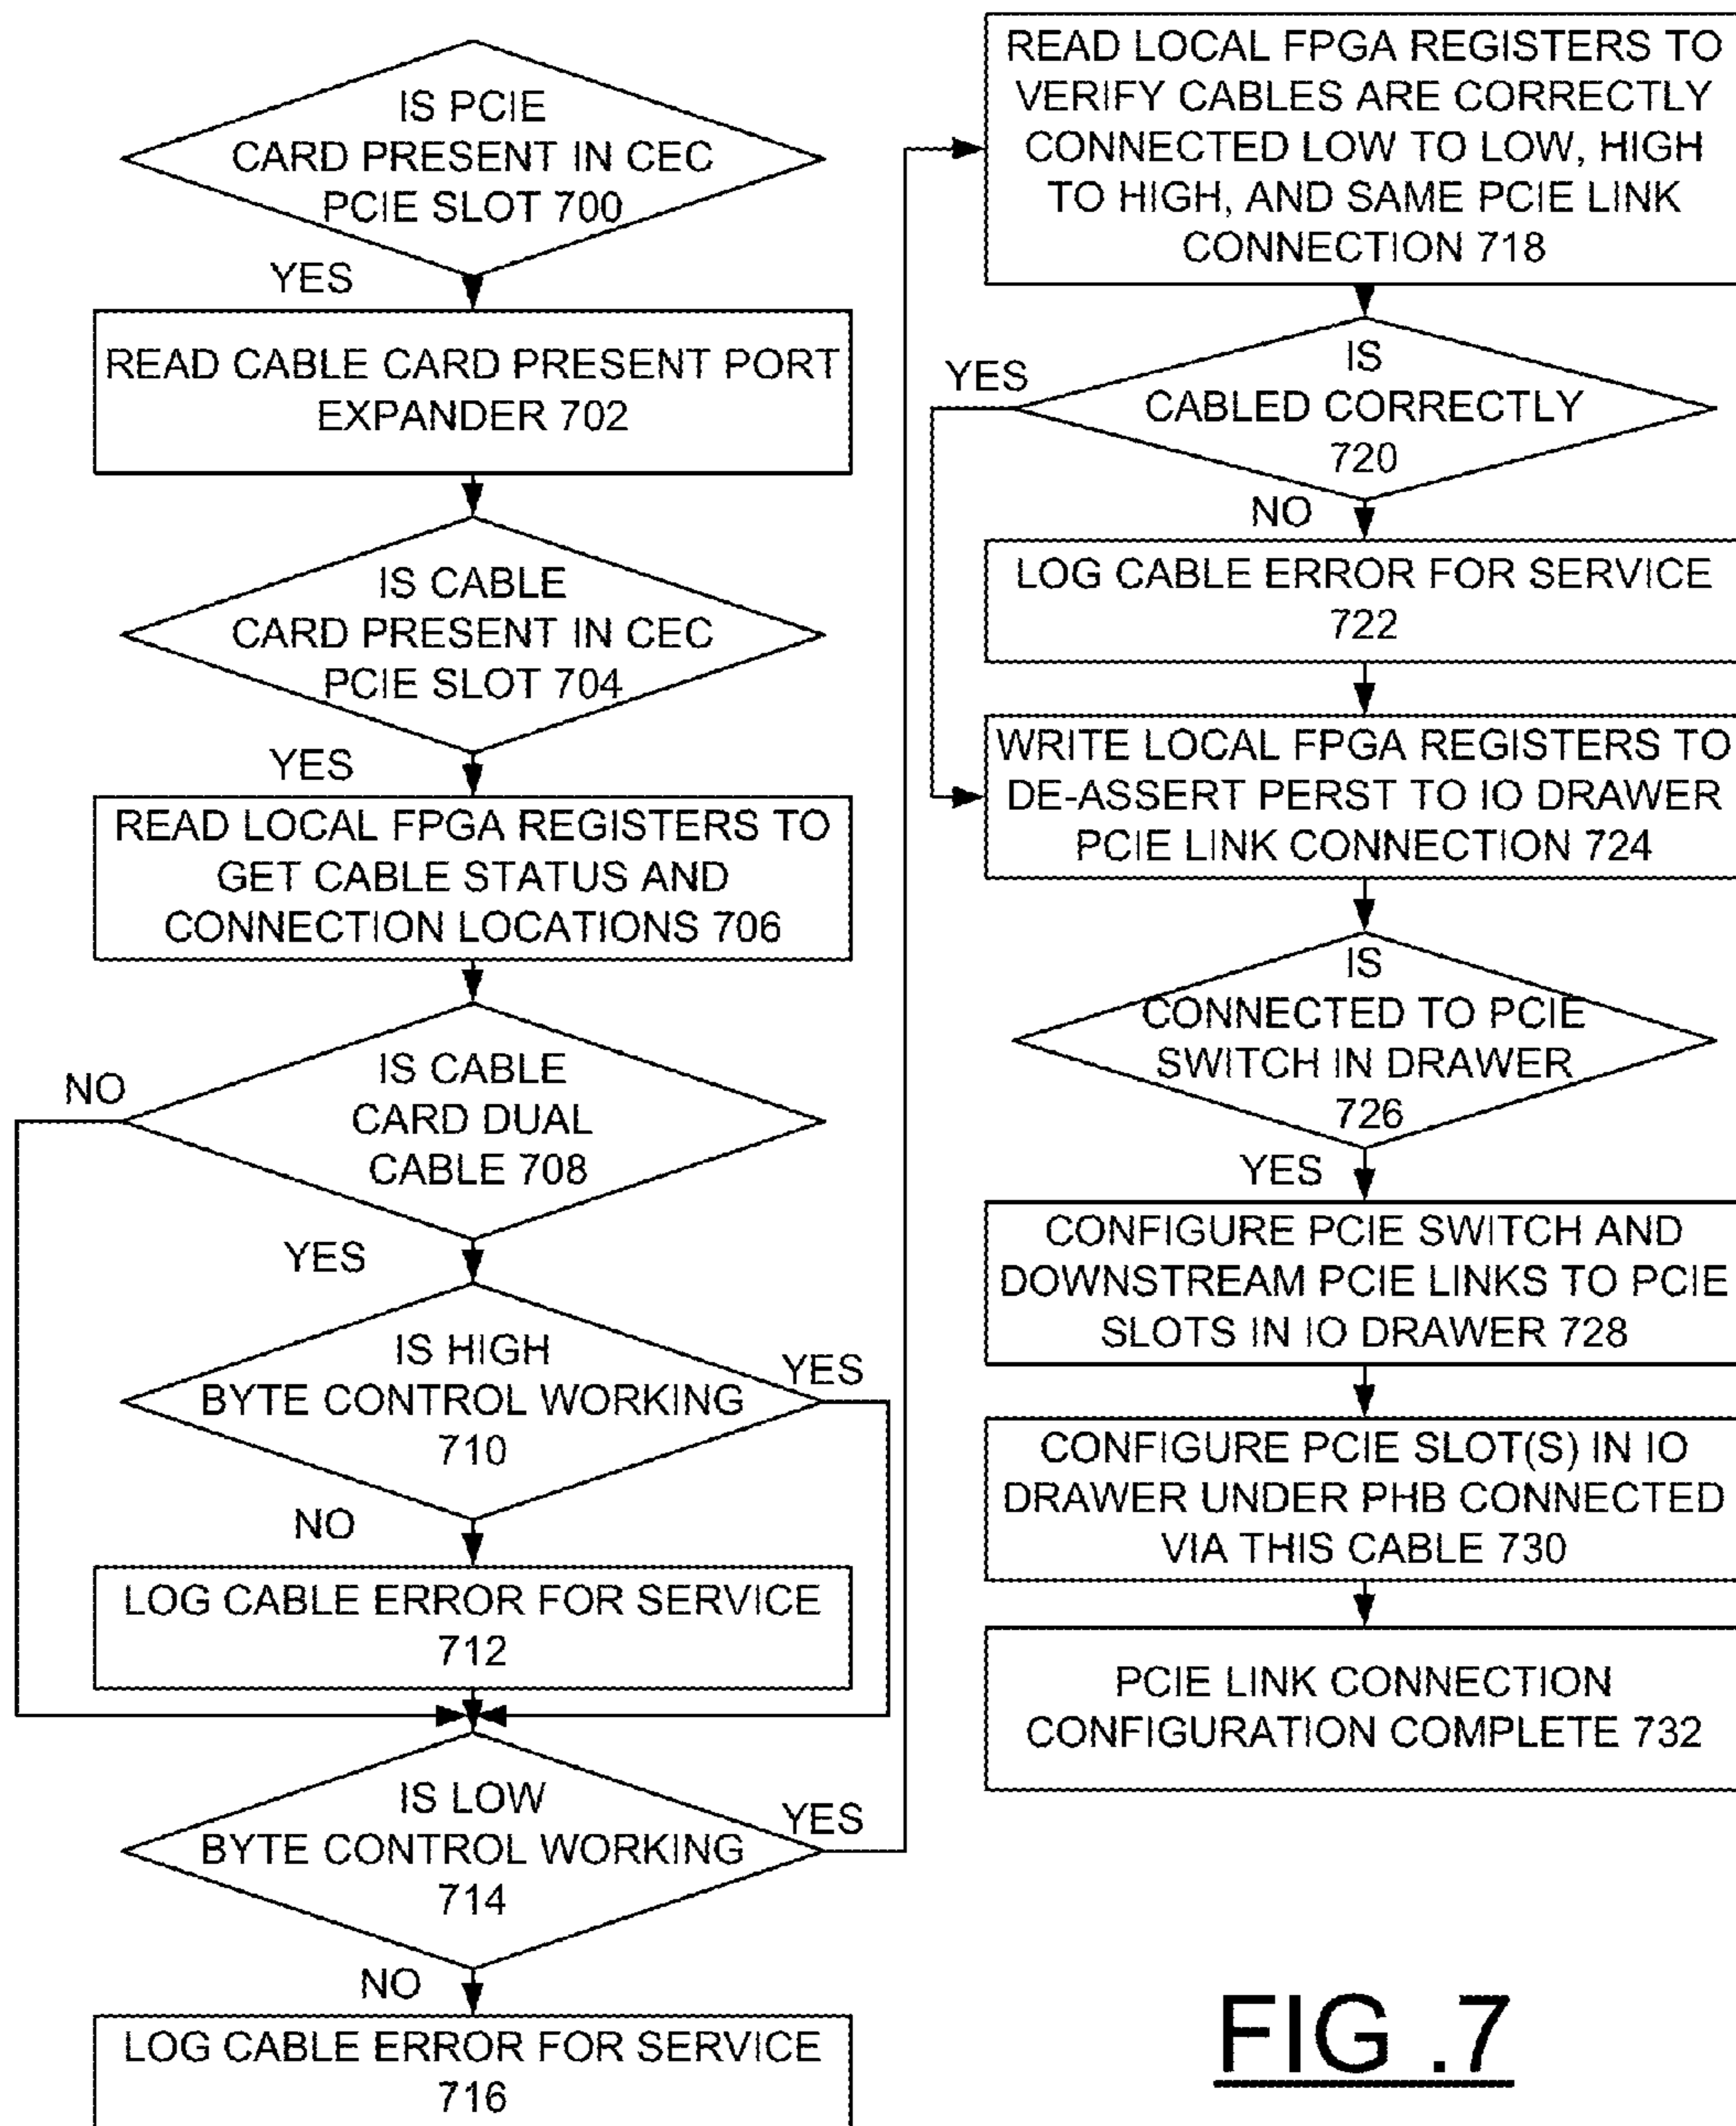 IS PCIE
CARD PRESENT IN CEC
PCIE SLOT 700
YES
READ CABLE CARD PRESENT PORT
EXPANDER 702
IS CABLE
CARD PRESENT IN CEC
PCIE SLOT 704
YES
READ LOCAL FPGA REGISTERS TO
GET CABLE STATUS AND
CONNECTION LOCATIONS 706
NO
IS CABLE
CARD DUAL
CABLE 708
YES
IS HIGH
BYTE CONTROL WORKING
710
YES
NO
LOG CABLE ERROR FOR SERVICE
712
IS LOW
BYTE CONTROL WORKING
714
YES
NO
LOG CABLE ERROR FOR SERVICE
716
READ LOCAL FPGA REGISTERS TO
VERIFY CABLES ARE CORRECTLY
CONNECTED LOW TO LOW, HIGH
TO HIGH, AND SAME PCIE LINK
CONNECTION 718
YES
IS
CABLED CORRECTLY
720
NO
LOG CABLE ERROR FOR SERVICE
722
WRITE LOCAL FPGA REGISTERS TO
DE-ASSERT PERST TO IO DRAWER
PCIE LINK CONNECTION 724
IS
CONNECTED TO PCIE
SWITCH IN DRAWER
726
YES
CONFIGURE PCIE SWITCH AND
DOWNSTREAM PCIE LINKS TO PCIE
SLOTS IN IO DRAWER 728
CONFIGURE PCIE SLOT(S) IN IO
DRAWER UNDER PHB CONNECTED
VIA THIS CABLE 730
PCIE LINK CONNECTION
CONFIGURATION COMPLETE 732
FIG .7